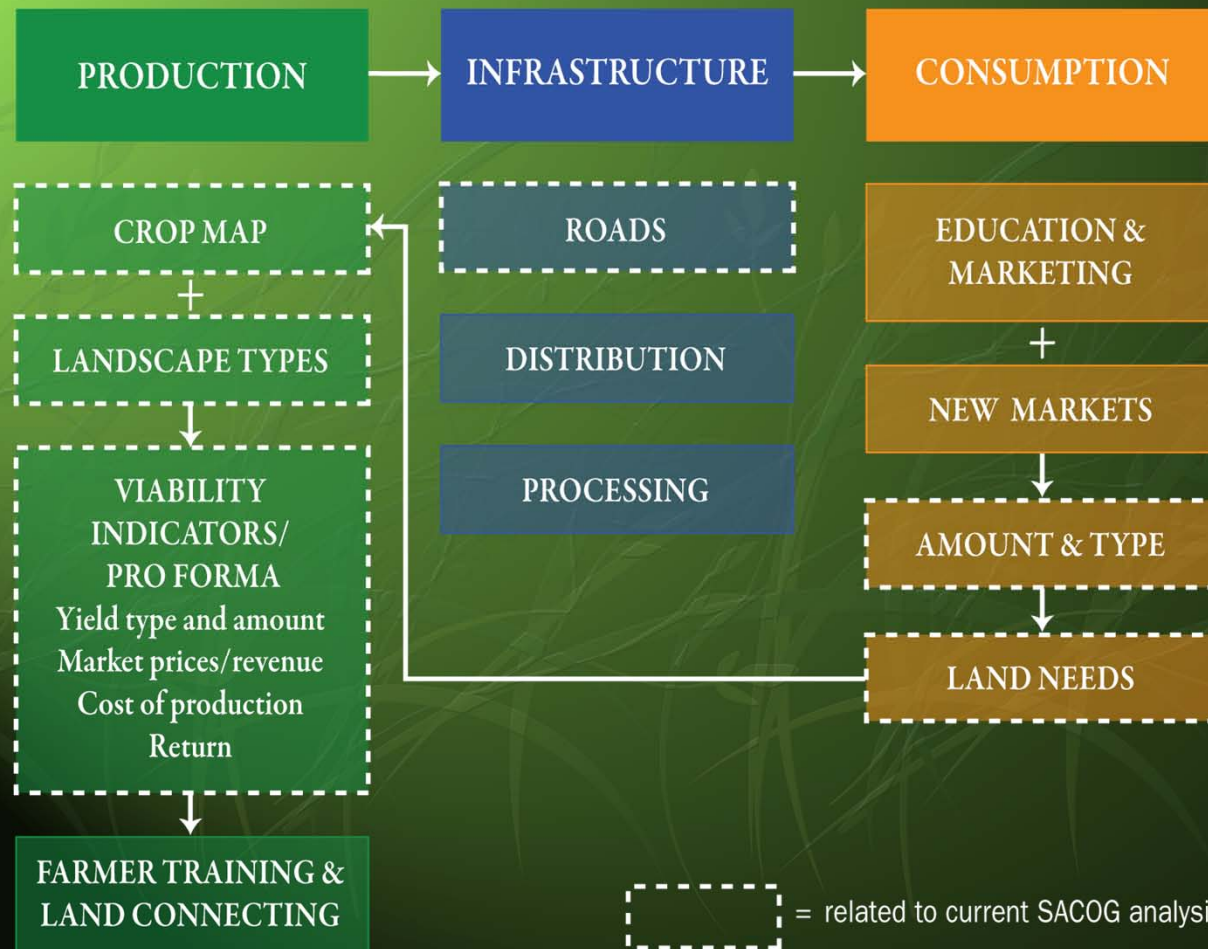 PRODUCTION
INFRASTRUCTURE
CONSUMPTION
CROP MAP
+
LANDSCAPE TYPES
VIABILITY
INDICATORS/
PRO FORMA
Yield type and amount
Market prices/revenue
Cost of production
Return
FARMER TRAINING &
LAND CONNECTING
ROADS
DISTRIBUTION
PROCESSING
EDUCATION &
MARKETING
+
NEW MARKETS
AMOUNT & TYPE
LAND NEEDS
= related to current SACOG analysi